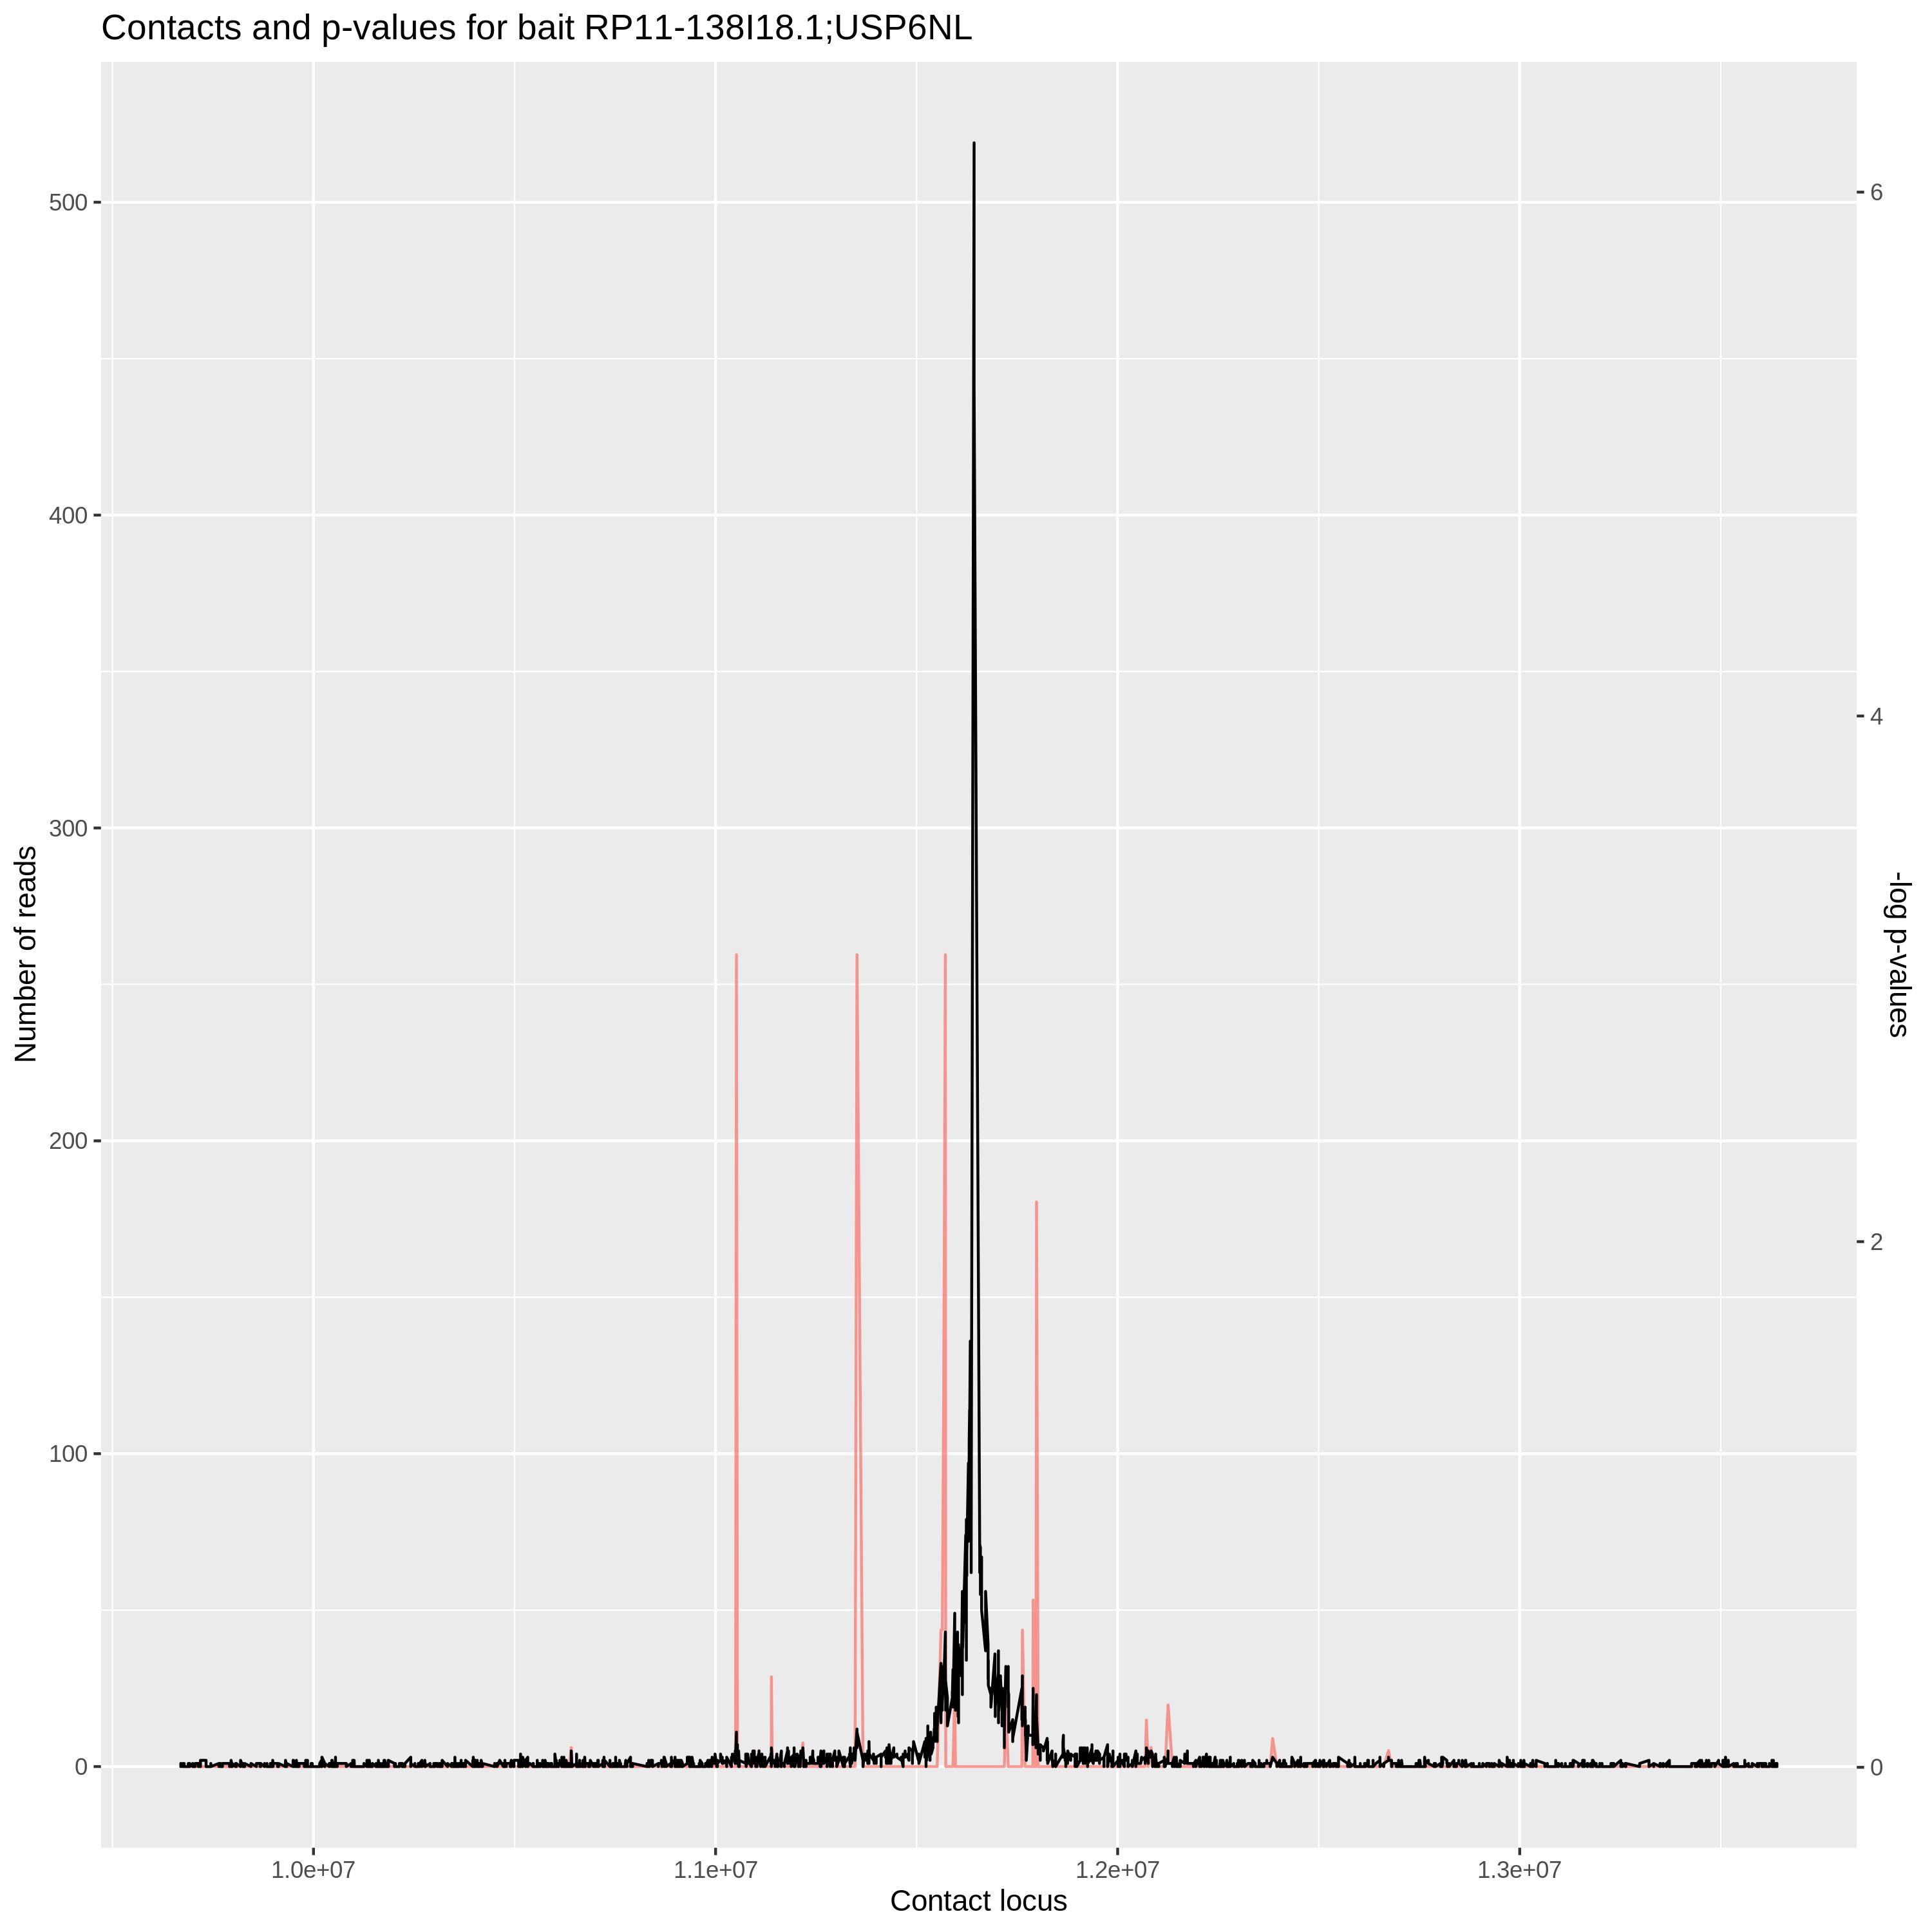 Contacts and p-values for bait RP11-138I18.1;USP6NL
Number of reads
500
400
300
200
100
0
6
4
2
0
-log p-values
1.0e+07
1.1e+07
1.2e+07
1.3e+07
Contact locus